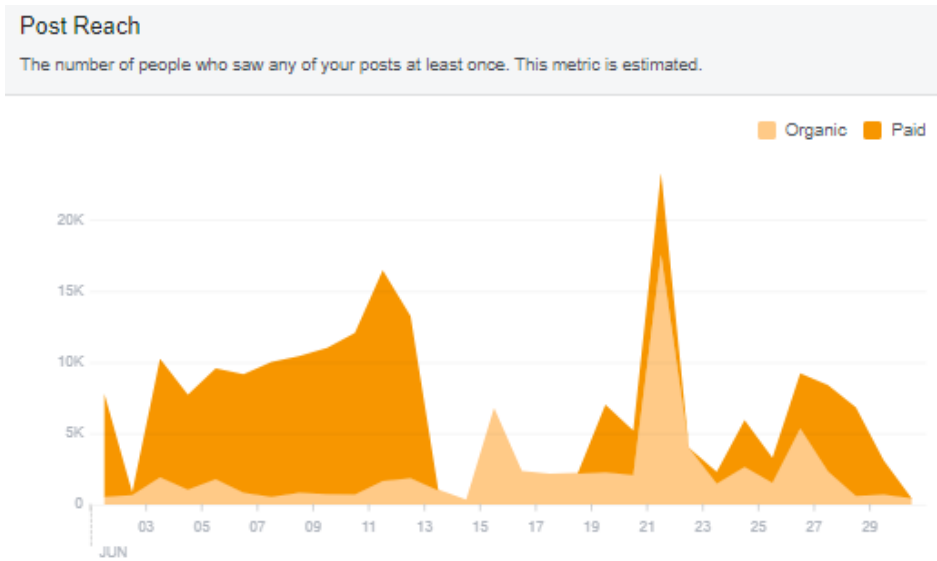 Post Reach
The number of people who saw any of your posts at least once. This metric is estimated.
Organic Paid
20K
15K
10K
5K
0
03 05 07 09 11 13 15 17 19 21 23 25 27 29
JUN